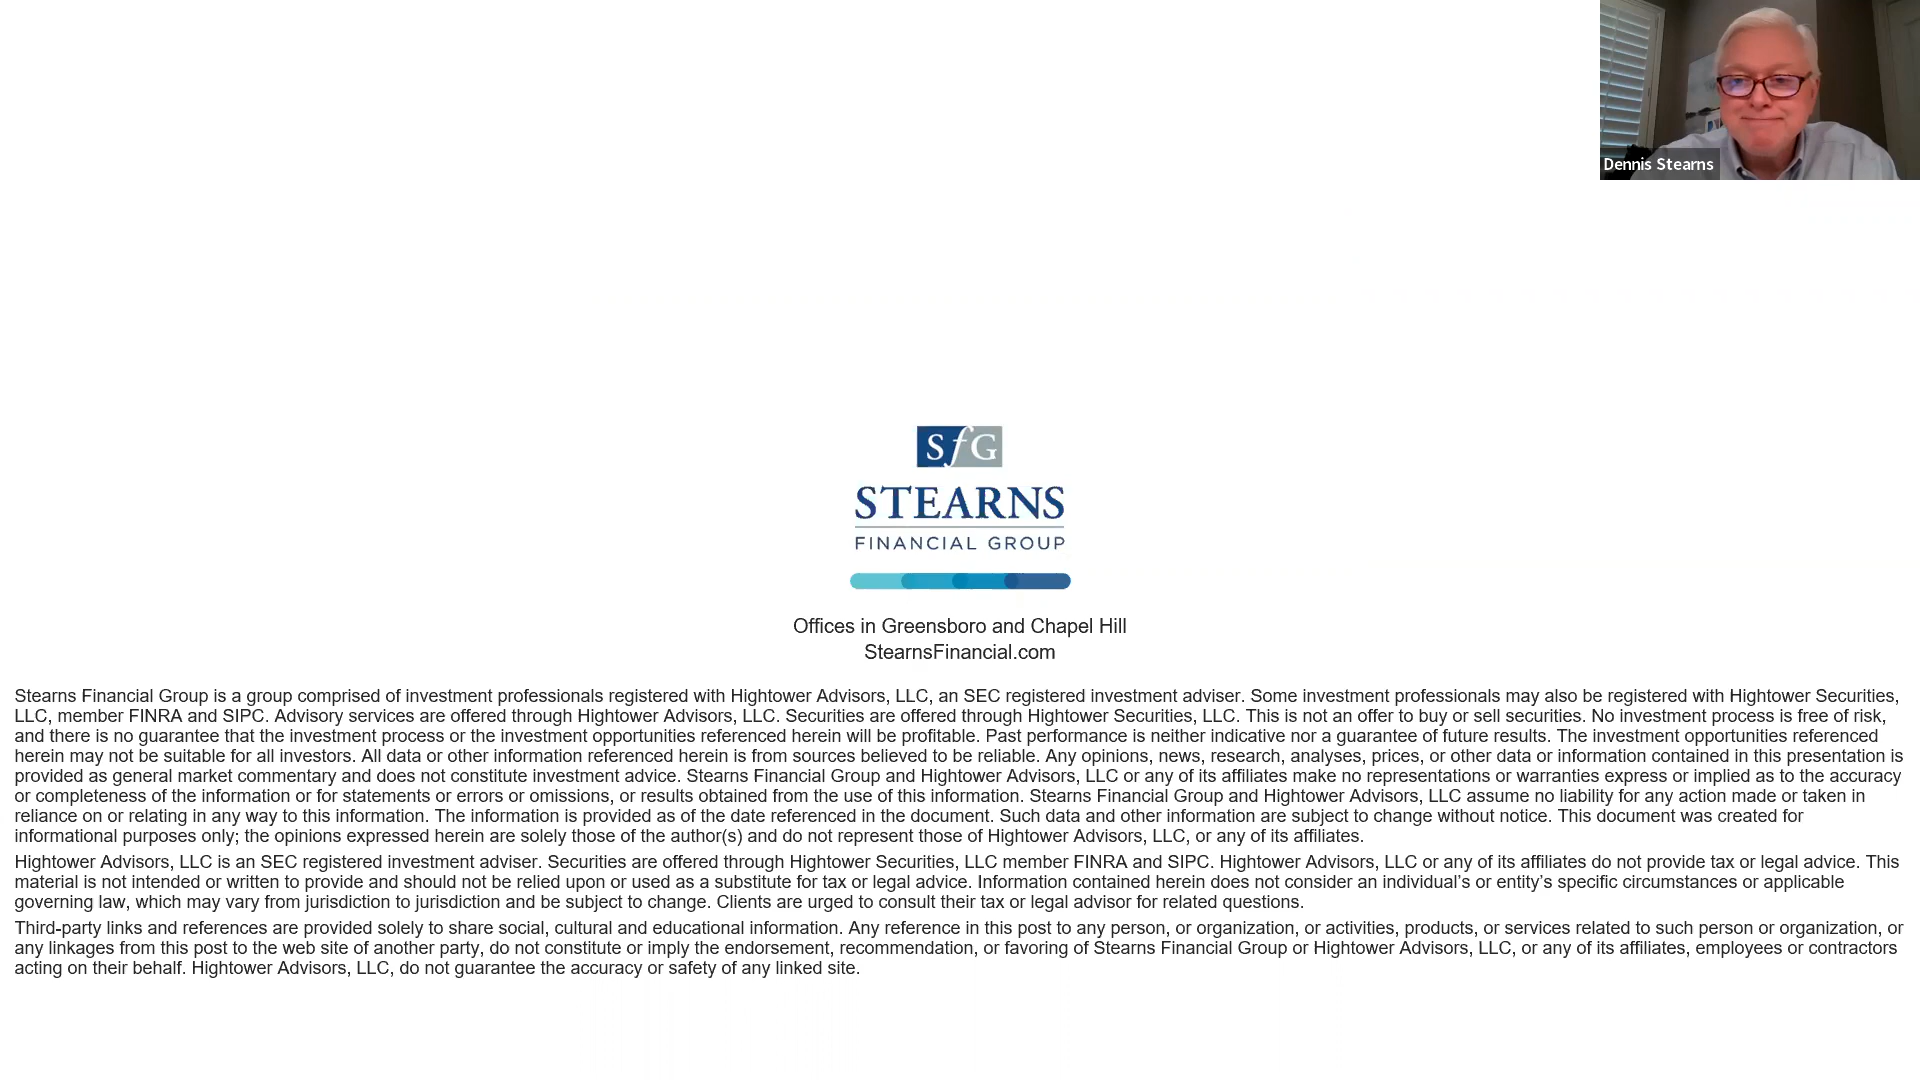 Dennis Stearns
SfG
STEARNS
FINANCIAL GROUP
Offices in Greensboro and Chapel Hill
StearnsFinancial.com
Stearns Financial Group is a group comprised of investment professionals registered with Hightower Advisors, LLC, an SEC registered investment adviser. Some investment professionals may also be registered with Hightower Securities,
LLC, member FINRA and SIPC. Advisory services are offered through Hightower Advisors, LLC. Securities are offered through Hightower Securities, LLC. This is not an offer to buy or sell securities. No investment process is free of risk,
and there is no guarantee that the investment process or the investment opportunities referenced herein will be profitable. Past performance is neither indicative nor a guarantee of future results. The investment opportunities referenced
herein may not be suitable for all investors. All data or other information referenced herein is from sources believed to be reliable. Any opinions, news, research, analyses, prices, or other data or information contained in this presentation is
provided as general market commentary and does not constitute investment advice. Stearns Financial Group and Hightower Advisors, LLC or any of its affiliates make no representations or warranties express or implied as to the accuracy
or completeness of the information or for statements or errors or omissions, or results obtained from the use of this information. Stearns Financial Group and Hightower Advisors, LLC assume no liability for any action made or taken in
reliance on or relating in any way to this information. The information is provided as of the date referenced in the document. Such data and other information are subject to change without notice. This document was created for
informational purposes only; the opinions expressed herein are solely those of the author(s) and do not represent those of Hightower Advisors, LLC, or any of its affiliates.
Hightower Advisors, LLC is an SEC registered investment adviser. Securities are offered through Hightower Securities, LLC member FINRA and SIPC. Hightower Advisors, LLC or any of its affiliates do not provide tax or legal advice. This
material is not intended or written to provide and should not be relied upon or used as a substitute for tax or legal advice. Information contained herein does not consider an individual's or entity's specific circumstances or applicable
governing law, which may vary from jurisdiction to jurisdiction and be subject to change. Clients are urged to consult their tax or legal advisor for related questions.
Third-party links and references are provided solely to share social, cultural and educational information. Any reference in this post to any person, or organization, or activities, products, or services related to such person or organization, or
any linkages from this post to the web site of another party, do not constitute or imply the endorsement, recommendation, or favoring of Stearns Financial Group or Hightower Advisors, LLC, or any of its affiliates, employees or contractors
acting on their behalf. Hightower Advisors, LLC, do not guarantee the accuracy or safety of any linked site.